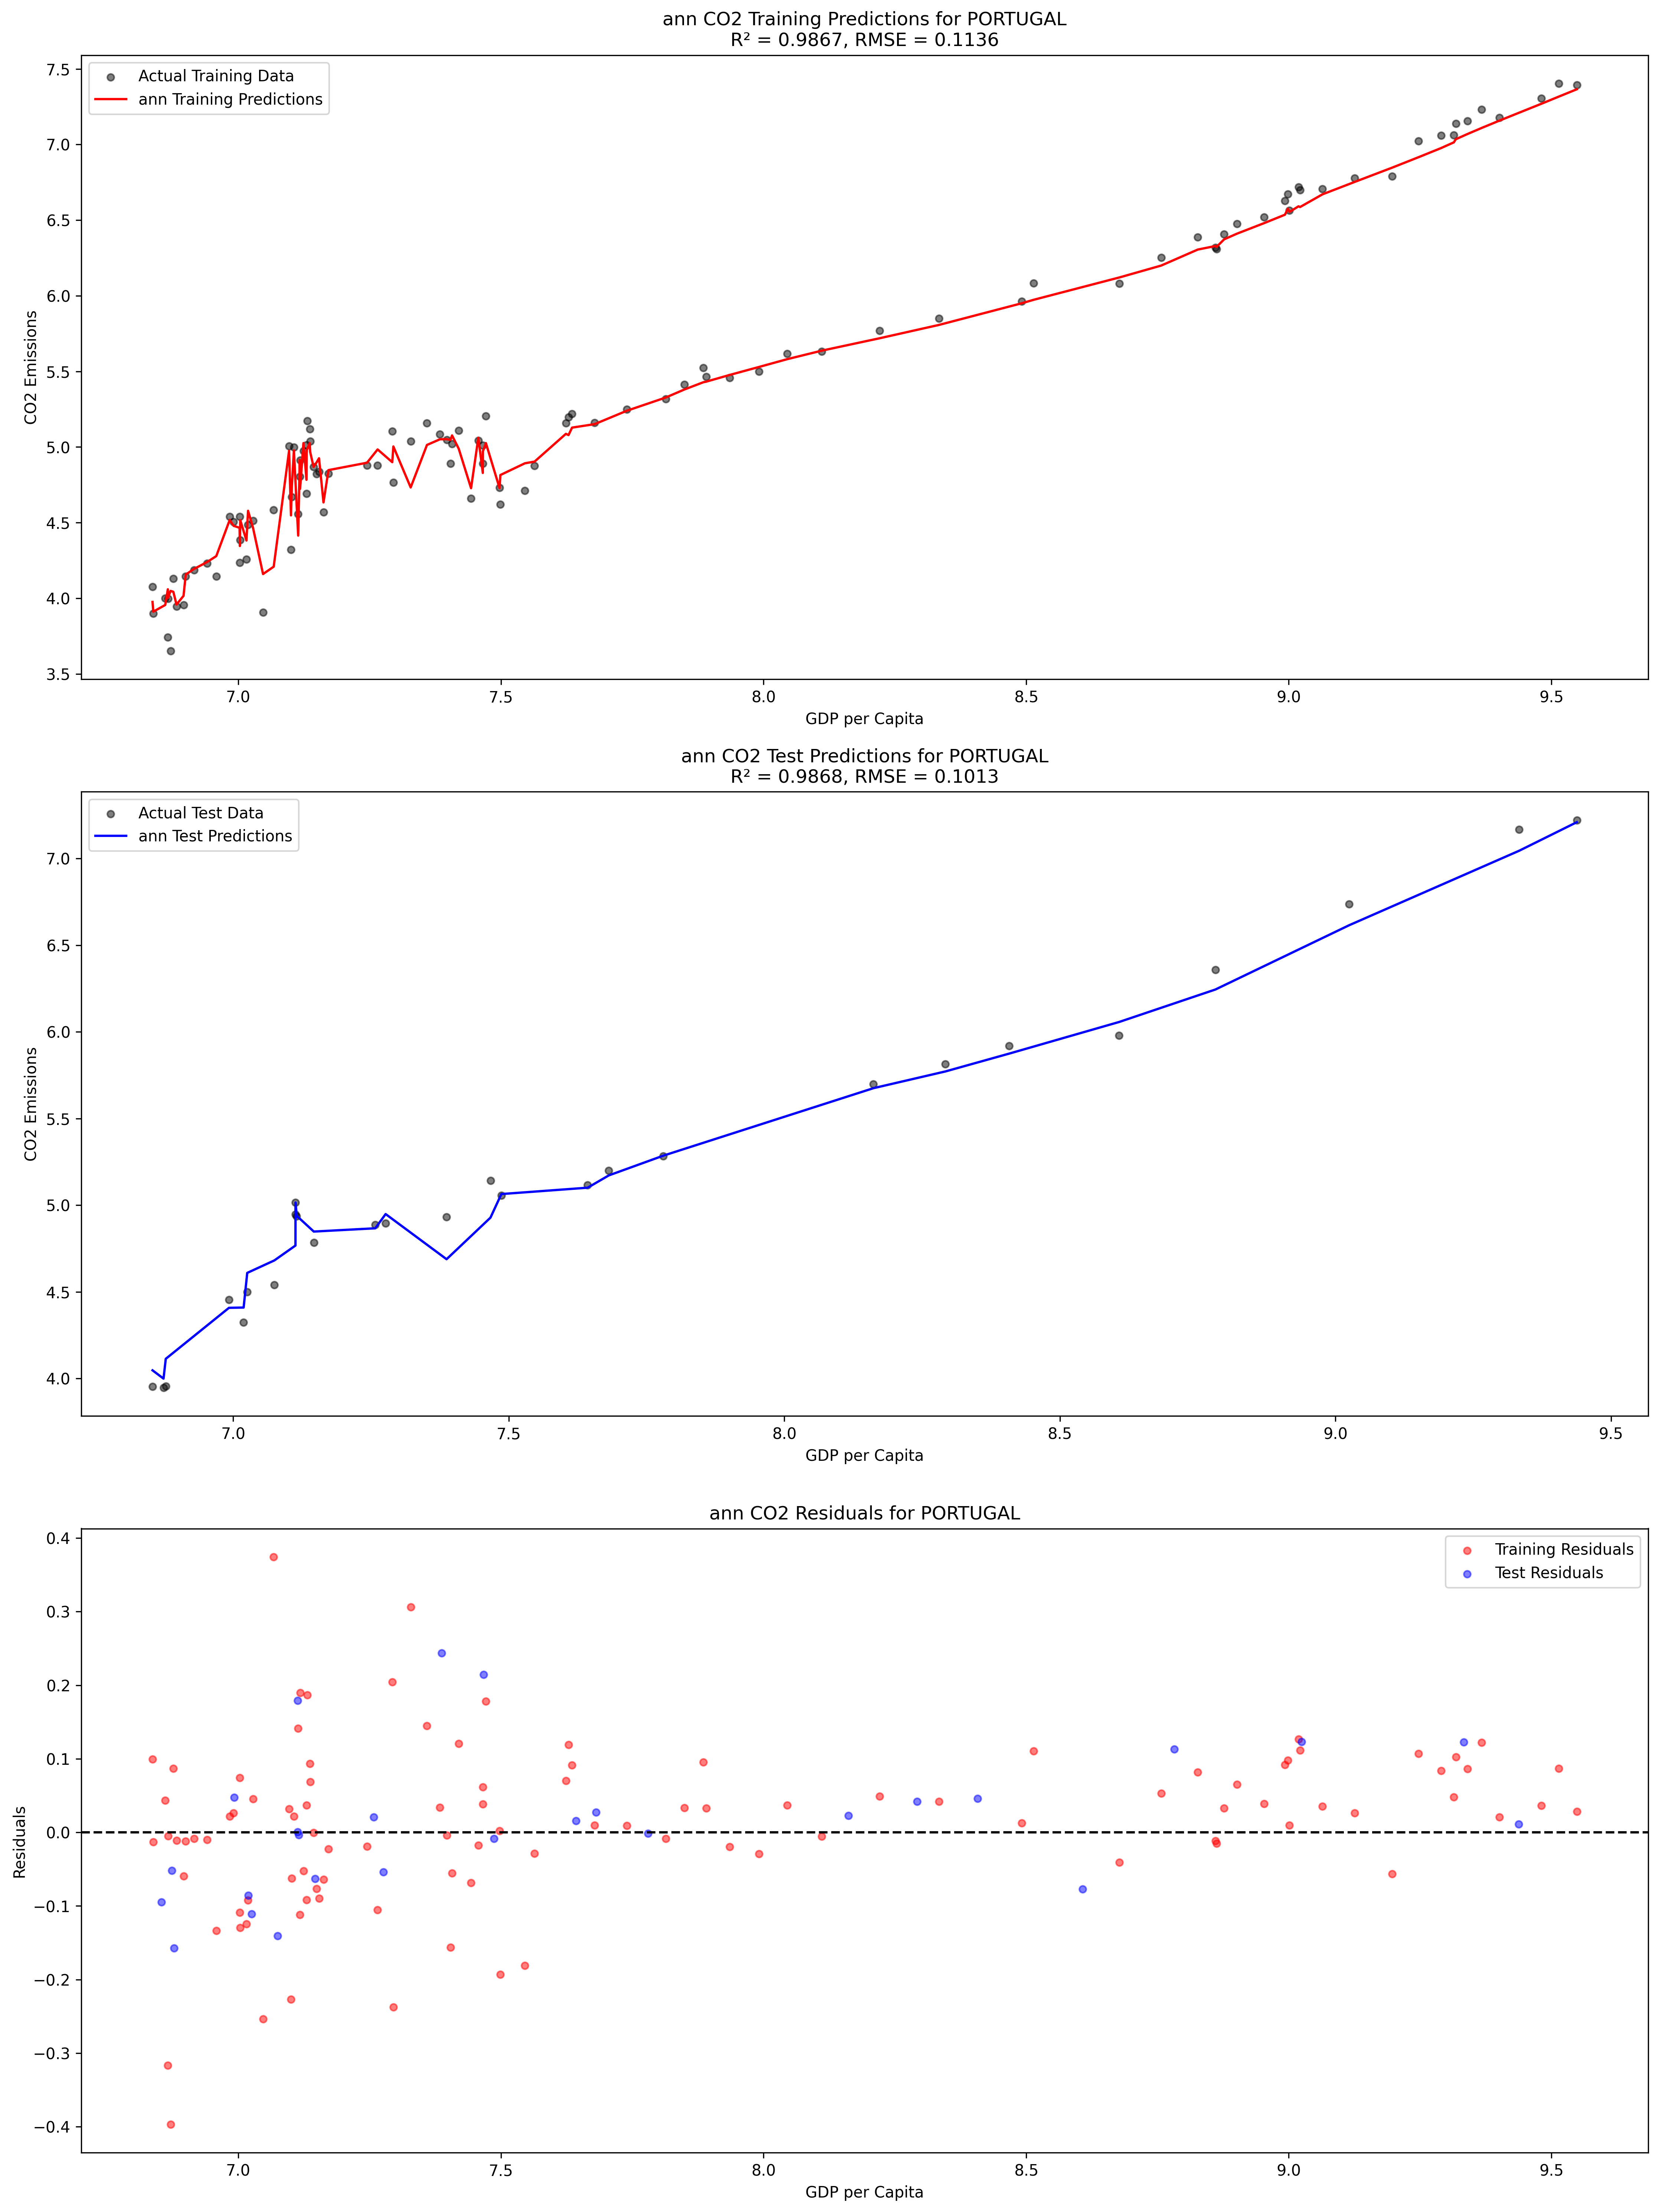 ann CO2 Training Predictions for PORTUGAL
R² = 0.9867, RMSE = 0.1136
Actual Training Data
ann Training Predictions
7.5
7.0
6.5
6.0
5.5
5.0
4.5
4.0
3.5
CO2 Emissions
7.0 7.5 8.0 8.5 9.0 9.5
GDP per Capita
ann CO2 Test Predictions for PORTUGAL
R² = 0.9868, RMSE = 0.1013
Actual Test Data
ann Test Predictions
7.0
6.5
6.0
5.5
5.0
4.5
4.0
CO2 Emissions
7.0 7.5 8.0 8.5 9.0 9.5
GDP per Capita
ann CO2 Residuals for PORTUGAL
Training Residuals
Test Residuals
0.4
0.3
0.2
0.1
0.0
−0.1
−0.2
−0.3
−0.4
Residuals
7.0 7.5 8.0 8.5 9.0 9.5
GDP per Capita